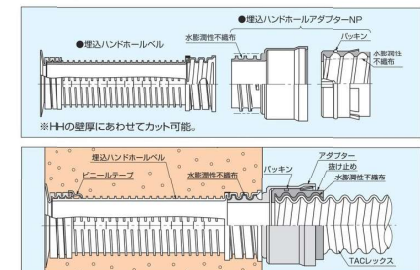 ●埋込ハンドホールアダプターNP
水膨潤性不織布
パッキン
●埋込ハンドホールベル
水膨潤性
不織布
※HHの壁厚にあわせてカット可能。
アダプター
埋込ハンドホールベル
抜け止め
パッキン
ビニールテープ
水膨潤性不織布
水膨潤性不織布
TACレックス